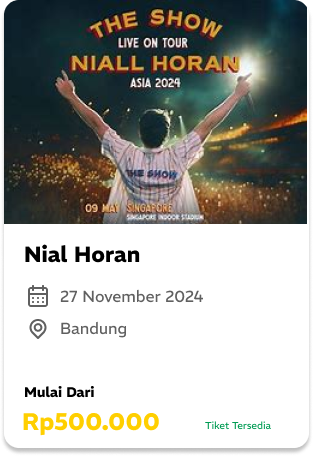 THE SHOW
LIVE ON TOUR
NIALL HORAN
ASIA 2024
THE SHOW
09 MAY SINGAPORE
SINGAPORE INDOOR STADIUM
Nial Horan
27 November 2024
Bandung
Mulai Dari
Rp500.000
Tiket Tersedia